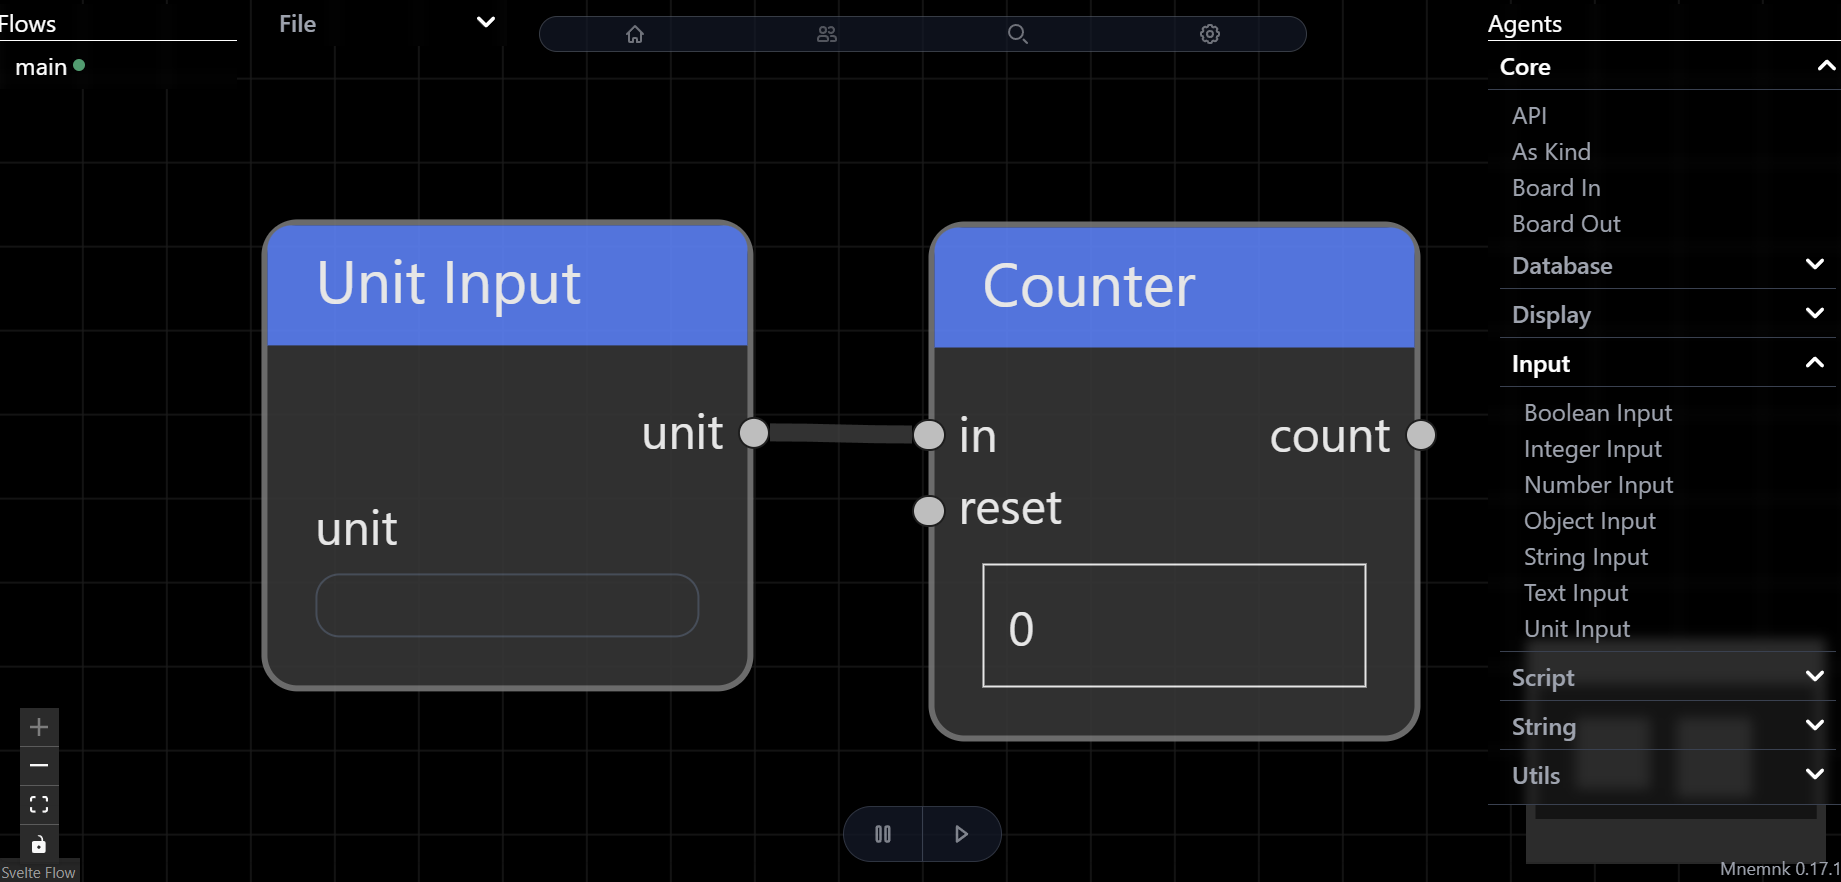 Flows
main
File
Unit Input
unit
unit
Counter
in
count
reset
0
Agents
Core
API
As Kind
Board In
Board Out
Database
Display
Input
Boolean Input
Integer Input
Number Input
Object Input
String Input
Text Input
Unit Input
Script
String
Utils
Svelte Flow
Mnemnk 0.17.1